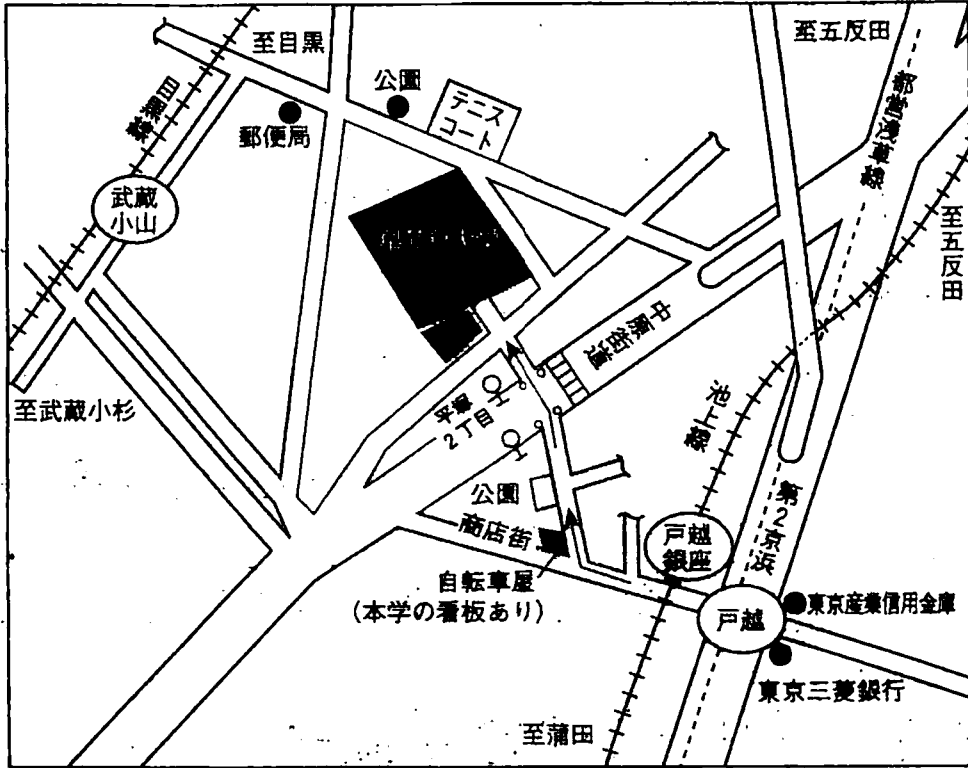 至目黒
至五反田
公園
テニス
コート
目黒線
郵便局
都営浅草線
武蔵
小山
至五反田
中原街道
至武蔵小杉
平塚
2丁目
池上線
公園
商店街
第2京浜
戸越
銀座
自転車屋
(本学の看板あり)
戸越
東京産業信用金庫
東京三菱銀行
至蒲田